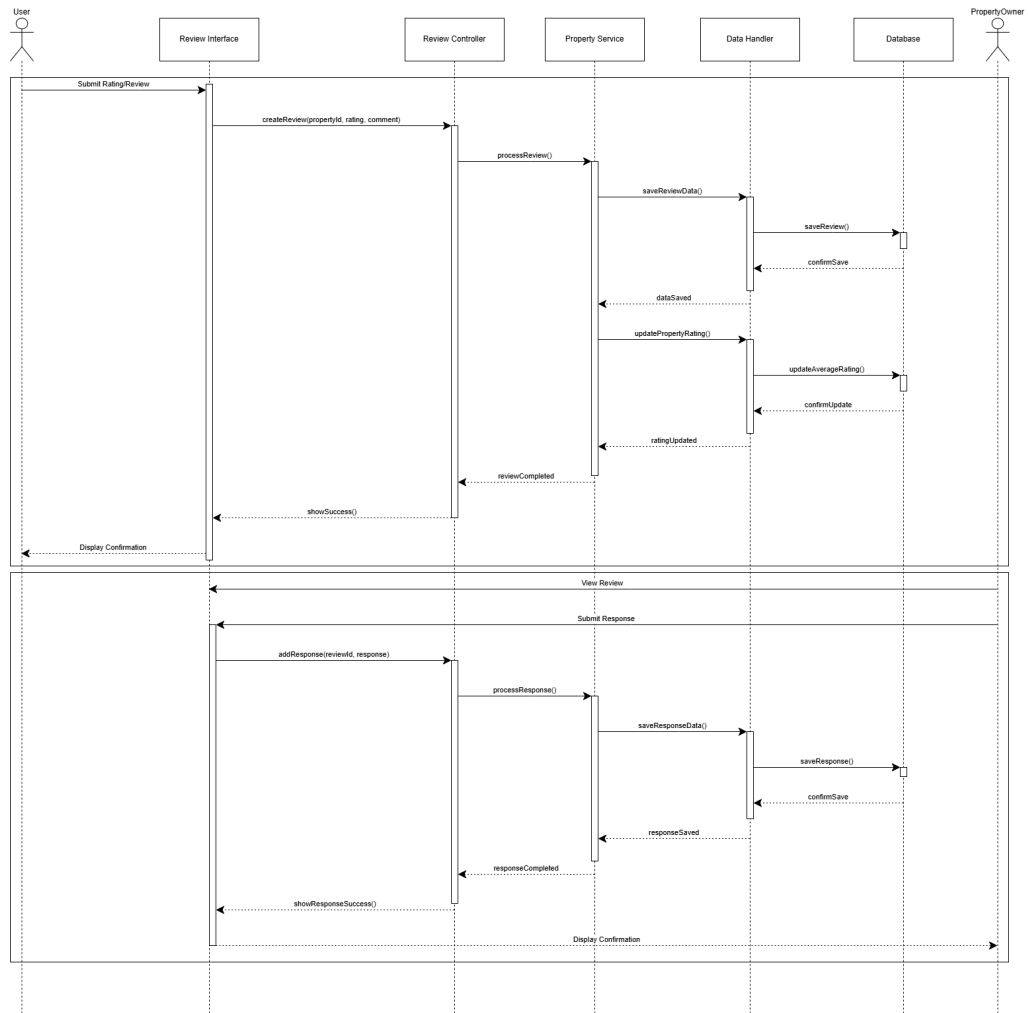 User
PropertyOwner
Review Interface
Review Controller
Property Service
Data Handler
Database
Submit Rating/Review
createReview(propertyId, rating, comment)
processReview()
saveReviewData()
saveReview()
confirmSave
dataSaved
updatePropertyRating()
updateAverageRating()
confirmUpdate
ratingUpdated
reviewCompleted
showSuccess()
Display Confirmation
View Review
Submit Response
addResponse(reviewId, response)
processResponse()
saveResponseData()
saveResponse()
confirmSave
responseSaved
responseCompleted
showResponseSuccess()
Display Confirmation